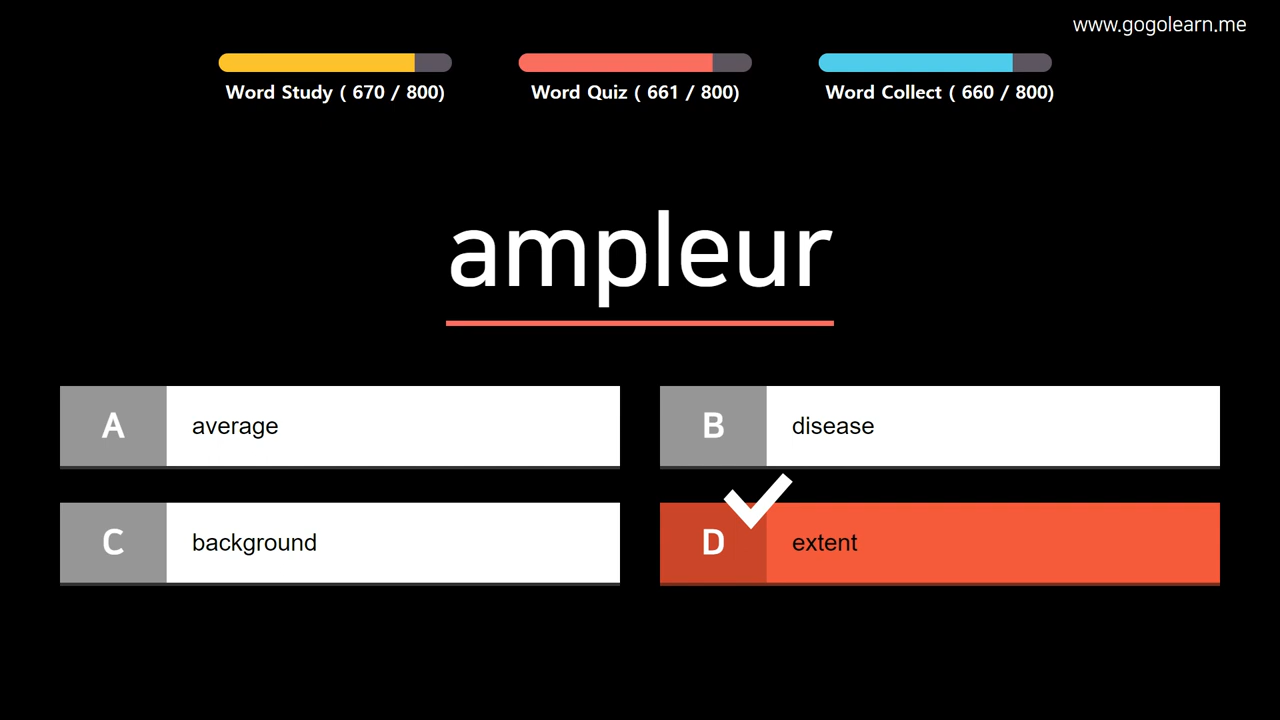 www.gogolearn.me
Word Study ( 670 / 800)
Word Quiz ( 661 / 800)
Word Collect ( 660 / 800)
ampleur
A average
B disease
C background
D extent